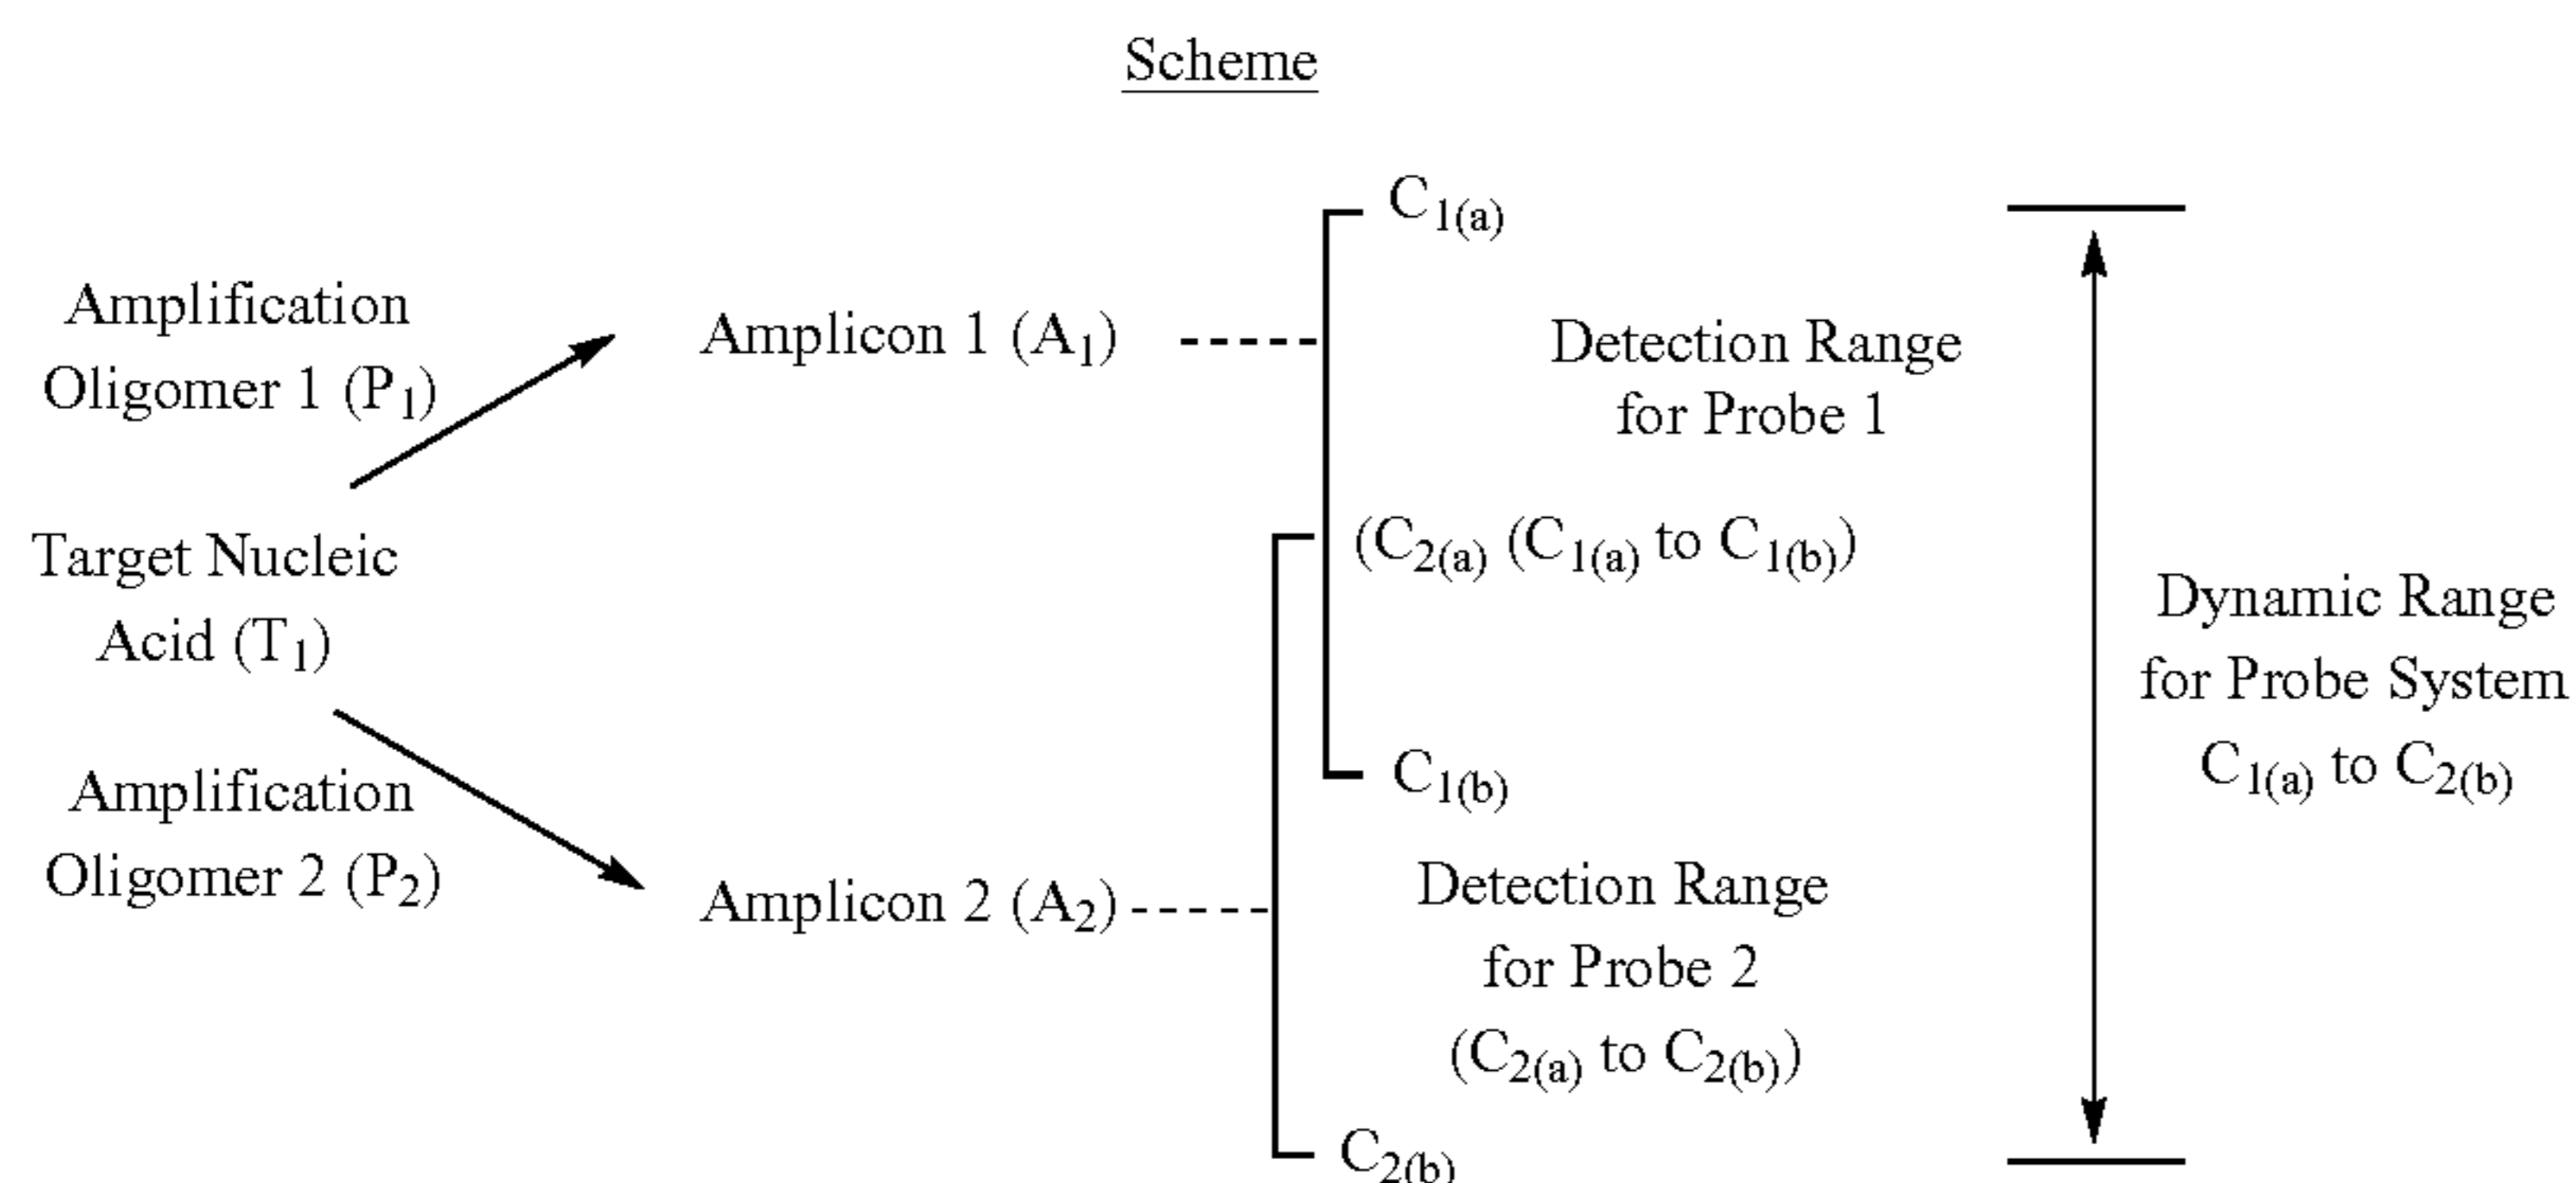 Scheme
Amplification
Oligomer 1 (P1)
Target Nucleic
Acid (T1)
Amplification
Oligomer 2 (P2)
Amplicon 1 (A1)
Amplicon 2 (A2)
C1(a)
Detection Range
for Probe 1
(C2(a) (C1(a) to C1(b))
C1(b)
Detection Range
for Probe 2
(C2(a) to C2(b))
C2(b)
Dynamic Range
for Probe System
C1(a) to C2(b)